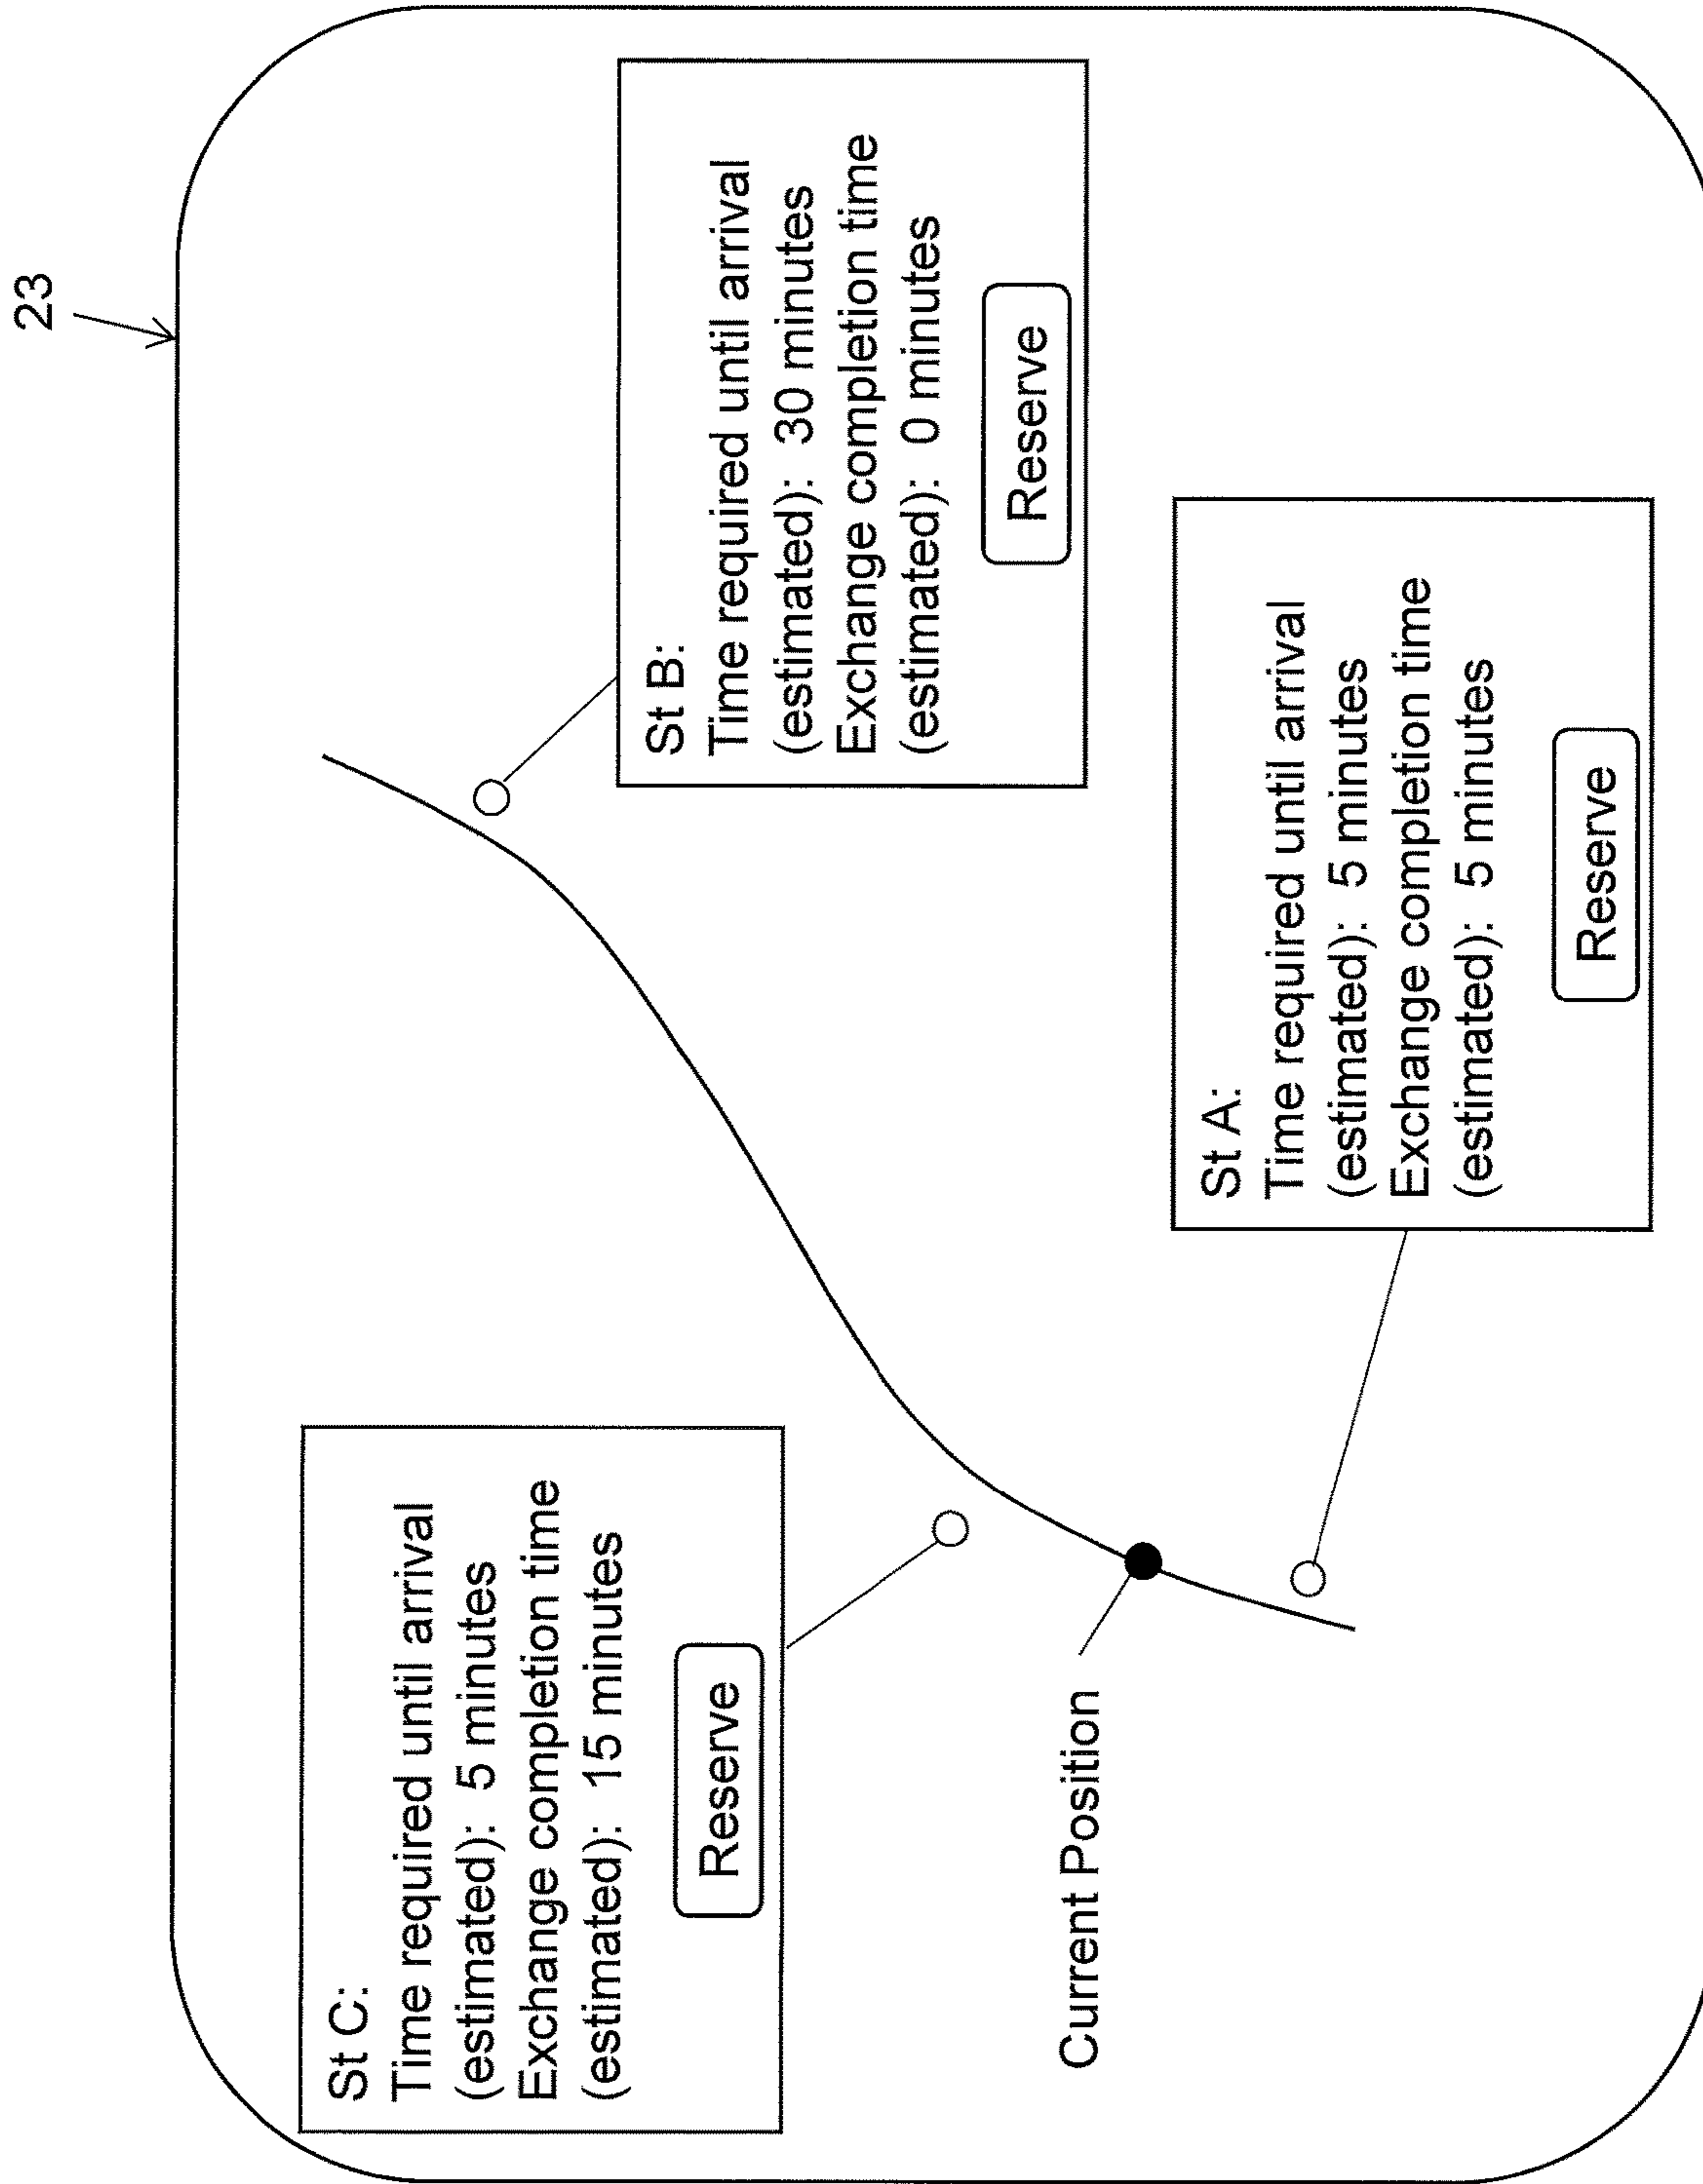 23
St C:
Time required until arrival
(estimated): 5 minutes
Exchange completion time
(estimated): 15 minutes
Reserve
St B:
Time required until arrival
(estimated): 30 minutes
Exchange completion time
(estimated): 0 minutes
Reserve
Current Position
St A:
Time required until arrival
(estimated): 5 minutes
Exchange completion time
(estimated): 5 minutes
Reserve